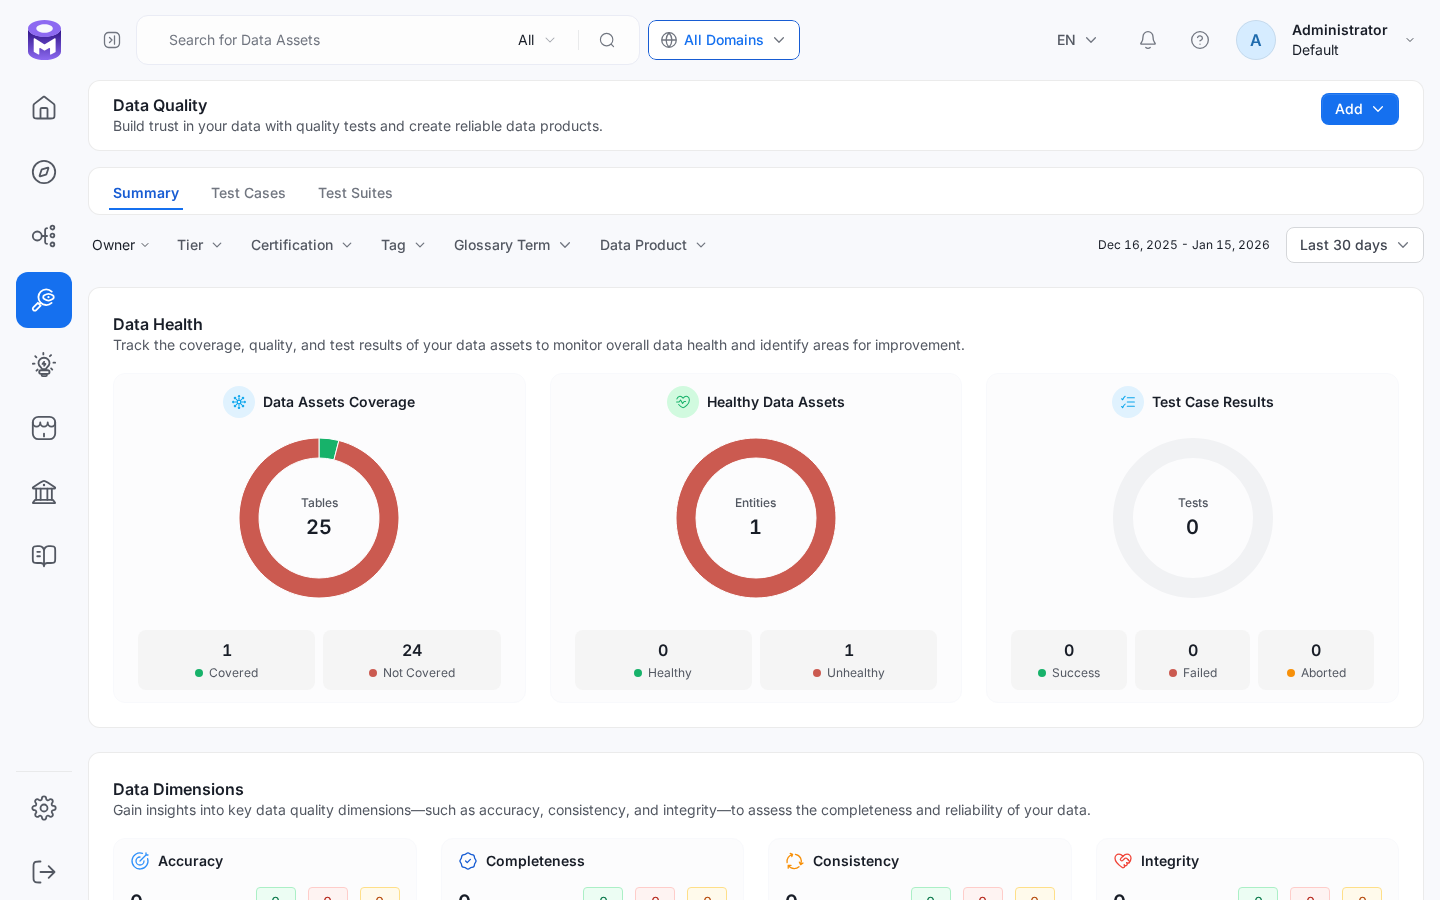 Search for Data Assets
All
All Domains
EN
A
Administrator
Default
Data Quality
Build trust in your data with quality tests and create reliable data products.
Add
Summary
Test Cases
Test Suites
Owner
Tier
Certification
Tag
Glossary Term
Data Product
Dec 16, 2025 - Jan 15, 2026
Last 30 days
Data Health
Track the coverage, quality, and test results of your data assets to monitor overall data health and identify areas for improvement.
Data Assets Coverage
Tables
25
1
Covered
24
Not Covered
Healthy Data Assets
Entities
1
0
Healthy
1
Unhealthy
Test Case Results
Tests
0
0
Success
0
Failed
0
Aborted
Data Dimensions
Gain insights into key data quality dimensions—such as accuracy, consistency, and integrity—to assess the completeness and reliability of your data.
Accuracy
Completeness
Consistency
Integrity